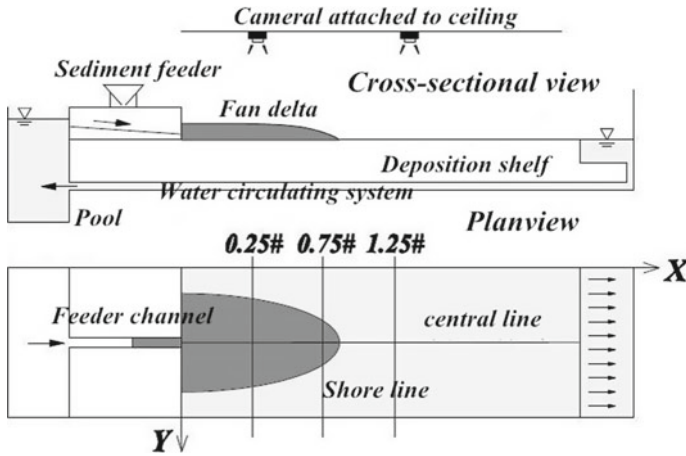 Cameral attached to ceiling
Sediment feeder
Cross-sectional view
Fan delta
Deposition shelf
Water circulating system
Pool
Planview
0.25# 0.75# 1.25#
X
Feeder channel
central line
Shore line
Y